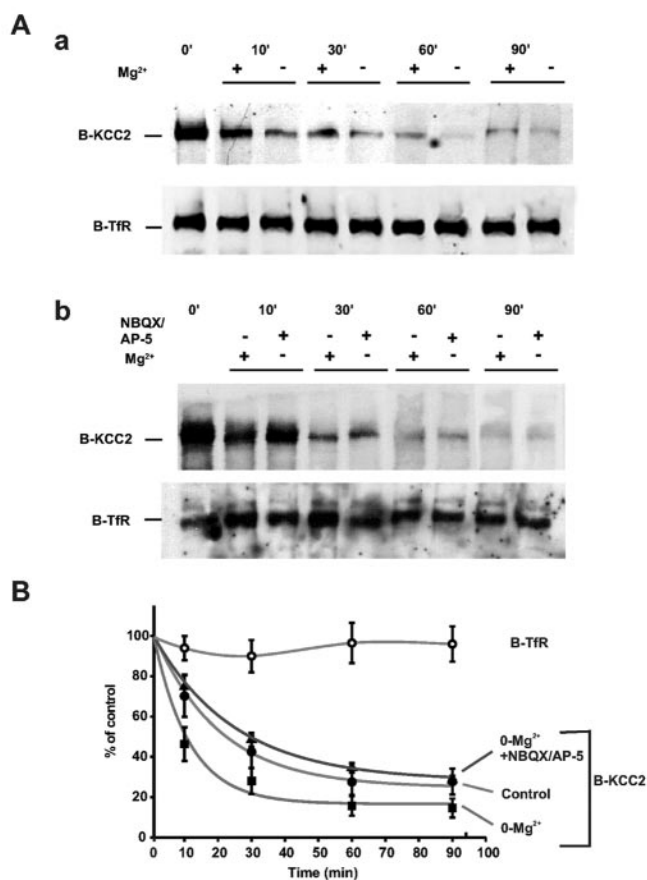 A
a
0' 10' 30' 60' 90'
Mg²⁺ + - + - + - + -
B-KCC2
B-TfR
b
0' 10' 30' 60' 90'
NBQX/
AP-5 - + - + - + - +
Mg²⁺ + - + - + - + -
B-KCC2
B-TfR
B
% of control
100
80
60
40
20
0
0 10 20 30 40 50 60 70 80 90 100
Time (min)
B-TfR
0-Mg²⁺
+NBQX/AP-5
Control
0-Mg²⁺
B-KCC2